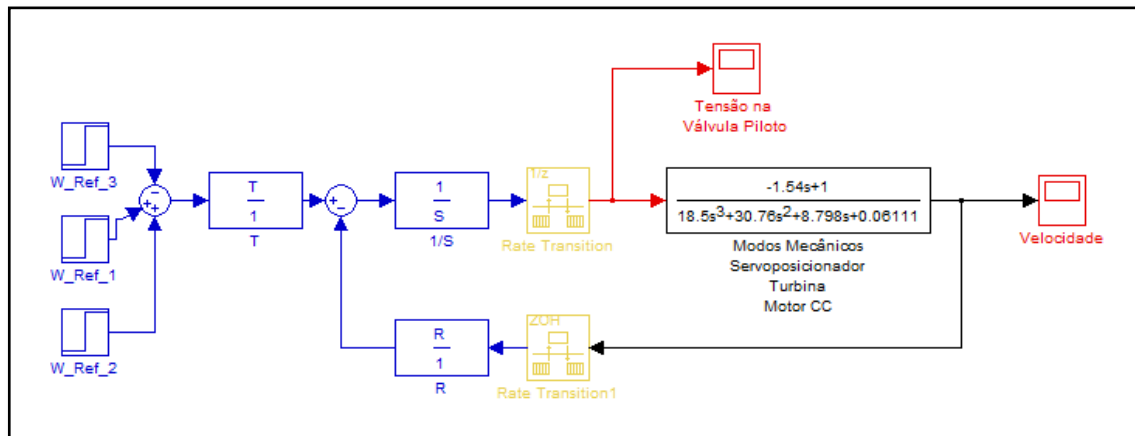 Tensão na
Válvula Piloto
W_Ref_3
W_Ref_1
W_Ref_2
T
1
T
1
S
1/S
1/z
Rate Transition
-1.54s+1
18.5s³+30.76s²+8.798s+0.06111
Modos Mecânicos
Servoposicionador
Turbina
Motor CC
Velocidade
R
1
R
ZOH
Rate Transition1